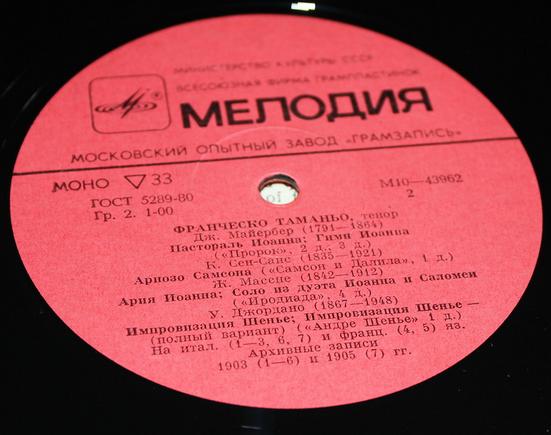 МИНИСТЕРСТВО КУЛЬТУРЫ СССР
ВСЕСОЮЗНАЯ ФИРМА ГРАМПЛАСТИНОК
МЕЛОДИЯ
МОСКОВСКИЙ ОПЫТНЫЙ ЗАВОД «ГРАМЗАПИСЬ»
МОНО 33
ГОСТ 5289-80
Гр. 2. 1-00
М10—43962
2
ФРАНЧЕСКО ТАМАНЬО, тенор
Дж. Майербер (1791—1864)
Пастораль Иоанна; Гимн Иоанна
(«Пророк», 2 д.; 3 д.)
К. Сен-Санс (1835—1921)
Ариозо Самсона («Самсон и Далила», 1 д.)
Ж. Массне (1842—1912)
Ария Иоанна; Соло из дуэта Иоанна и Саломеи
(«Иродиада», 4 д.)
У. Джордано (1867—1948)
Импровизация Шенье; Импровизация Шенье —
(полный вариант) («Андре Шенье» 1 д.)
На итал. (1—3, 6, 7) и франц. (4, 5) яз.
Архивные записи
1903 (1—6) и 1905 (7) гг.